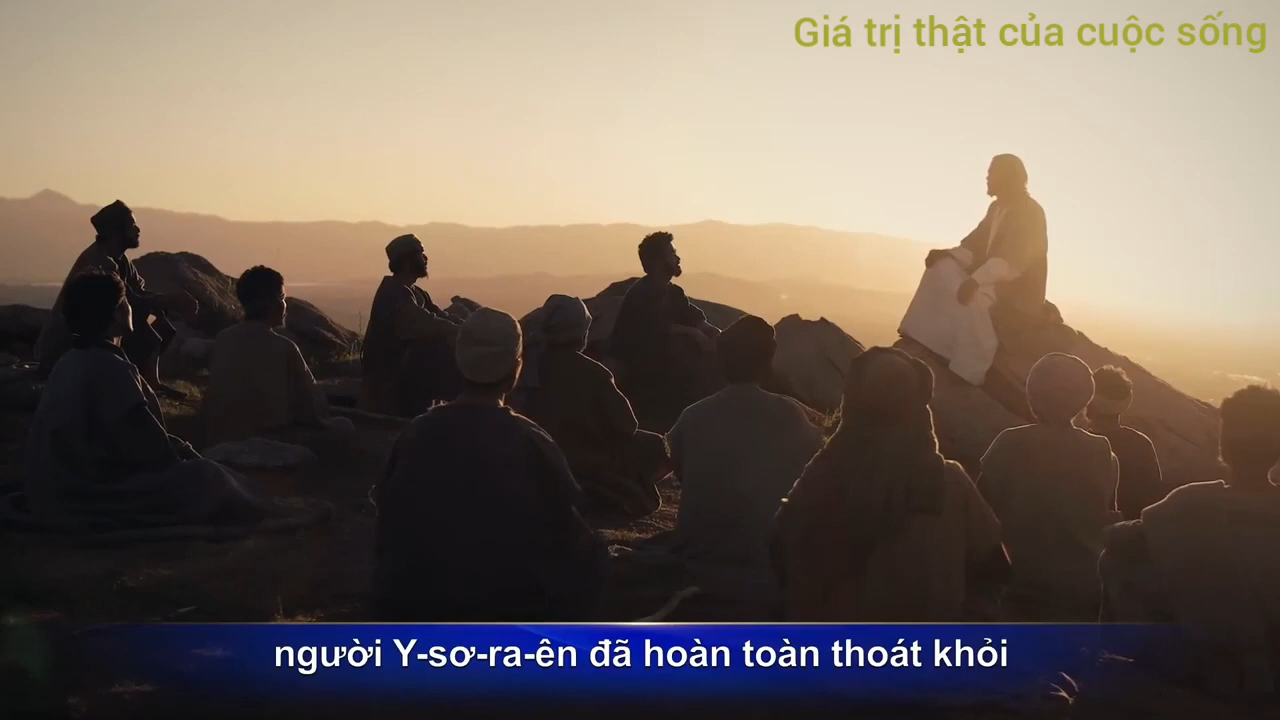 Giá trị thật của cuộc sống
người Y-sơ-ra-ên đã hoàn toàn thoát khỏi